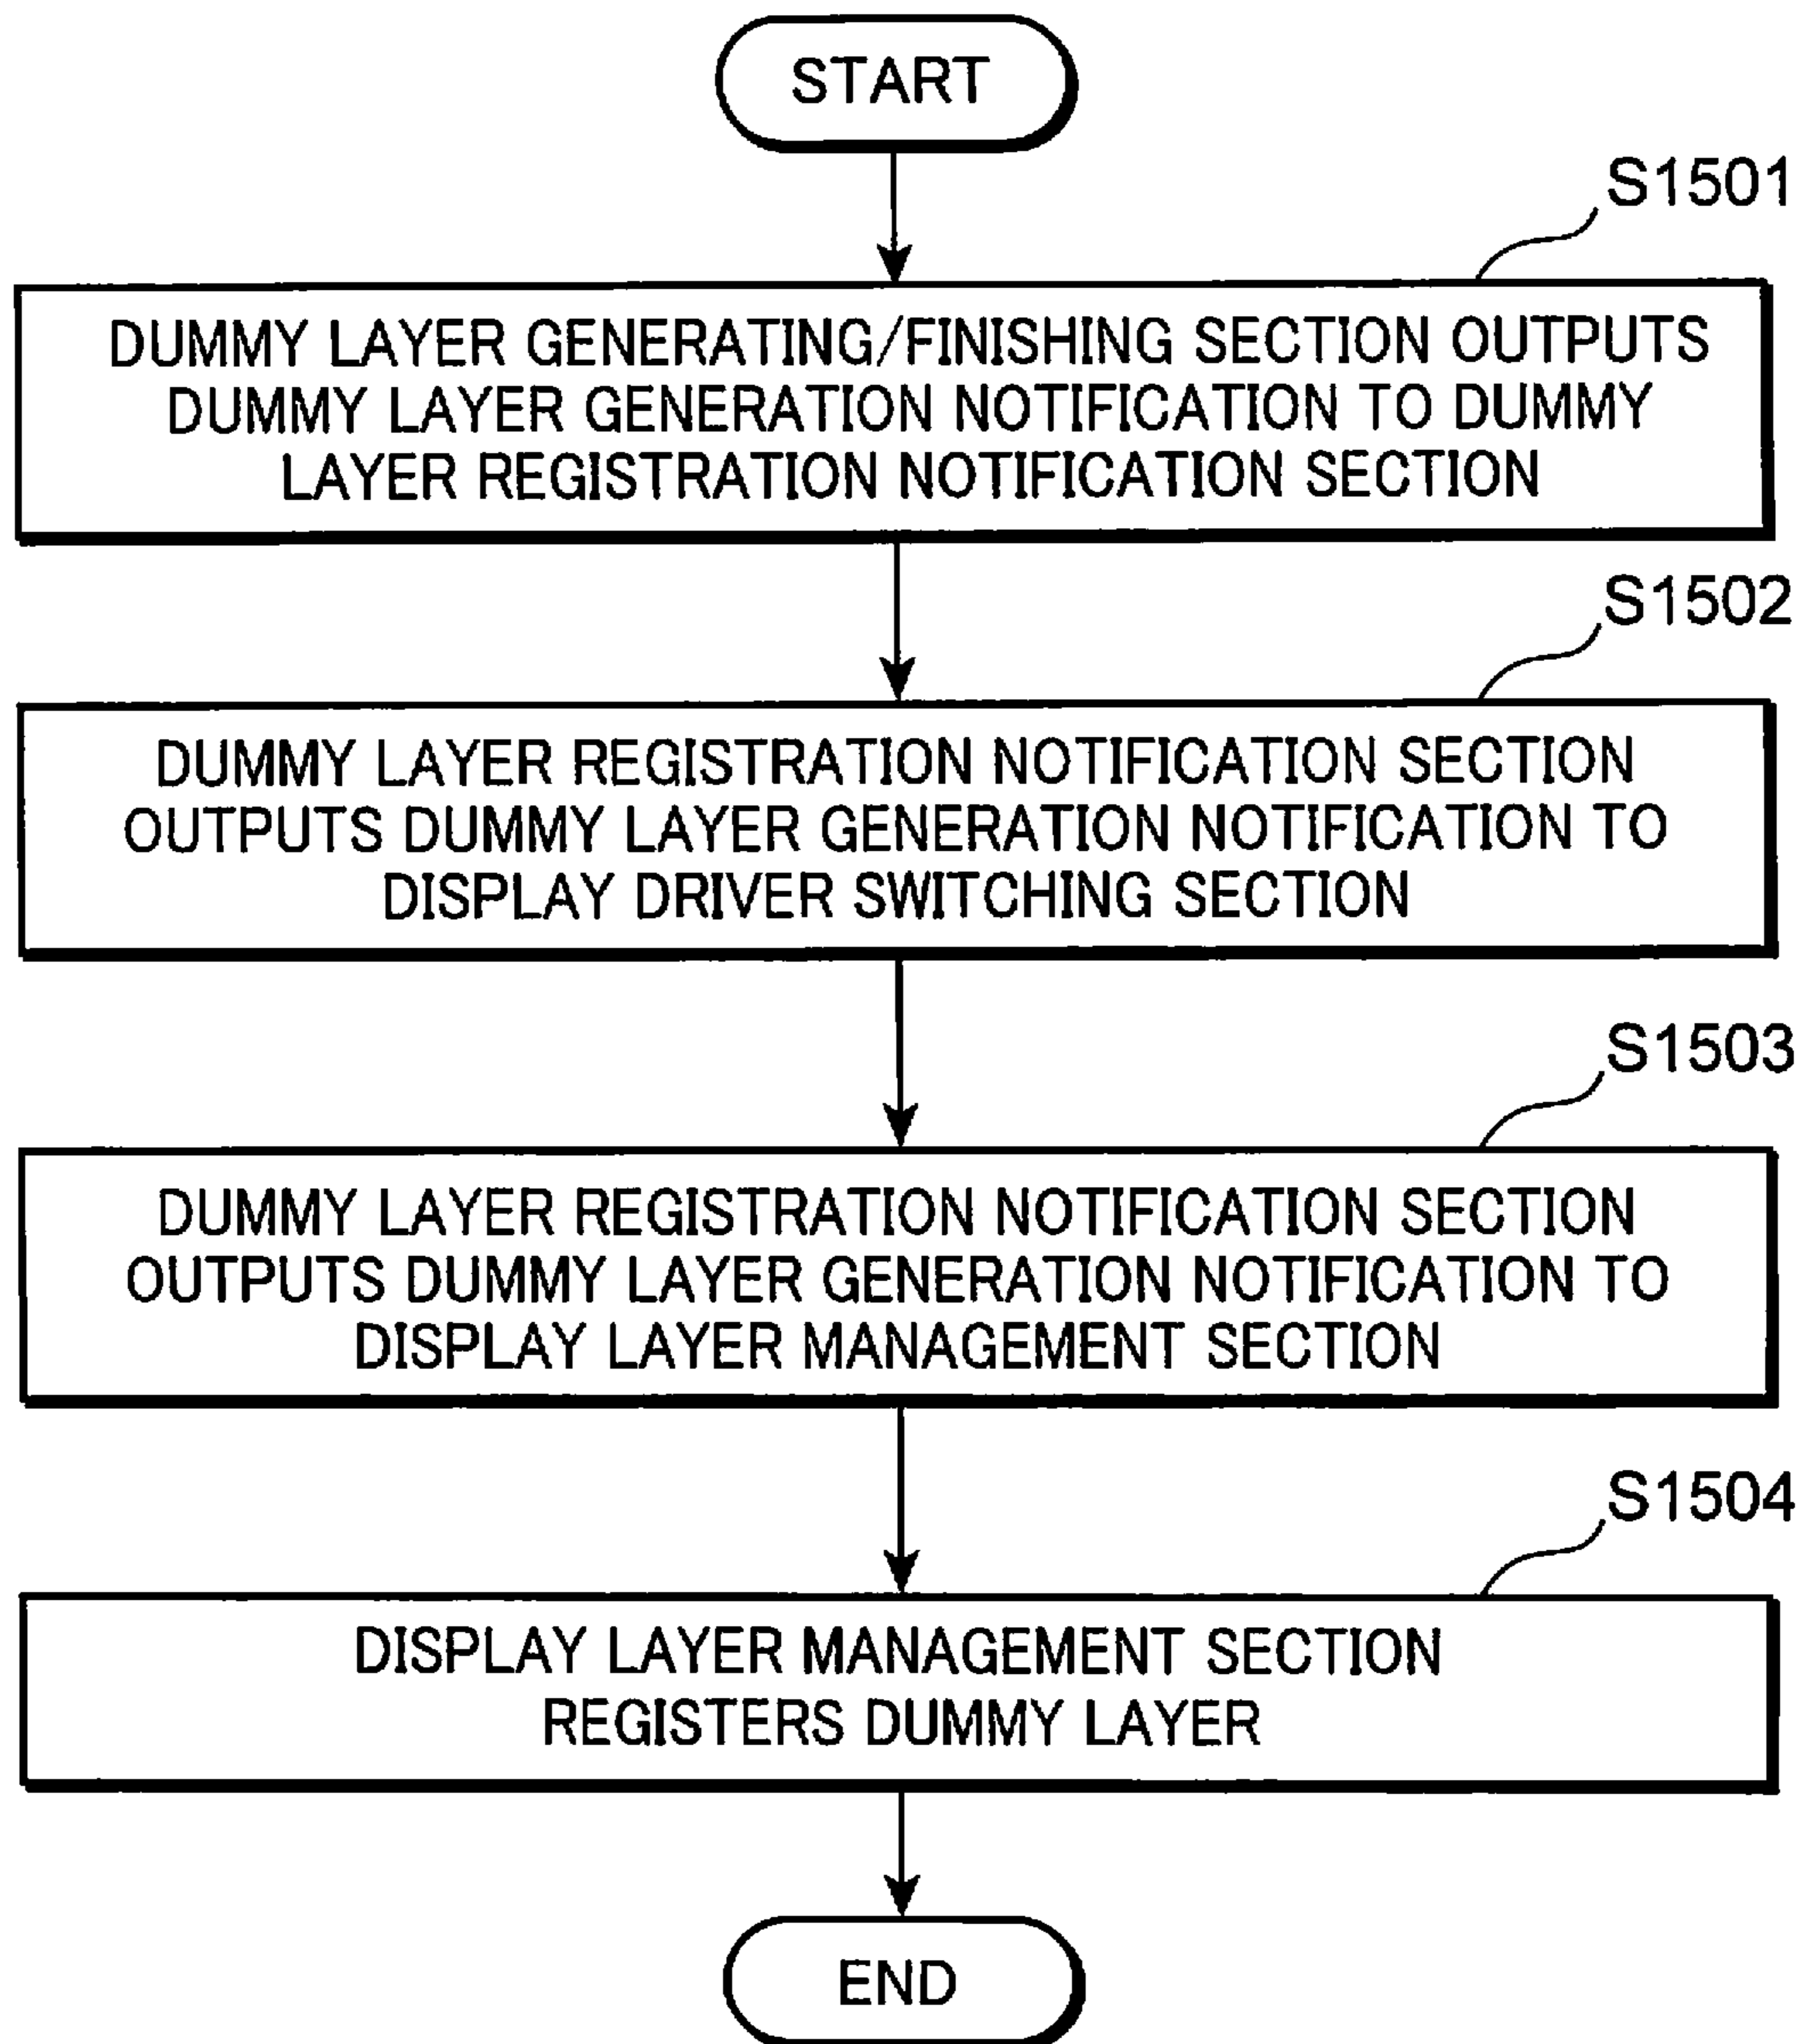 START
S1501
DUMMY LAYER GENERATING/FINISHING SECTION OUTPUTS
DUMMY LAYER GENERATION NOTIFICATION TO DUMMY
LAYER REGISTRATION NOTIFICATION SECTION
S1502
DUMMY LAYER REGISTRATION NOTIFICATION SECTION
OUTPUTS DUMMY LAYER GENERATION NOTIFICATION TO
DISPLAY DRIVER SWITCHING SECTION
S1503
DUMMY LAYER REGISTRATION NOTIFICATION SECTION
OUTPUTS DUMMY LAYER GENERATION NOTIFICATION TO
DISPLAY LAYER MANAGEMENT SECTION
S1504
DISPLAY LAYER MANAGEMENT SECTION
REGISTERS DUMMY LAYER
END